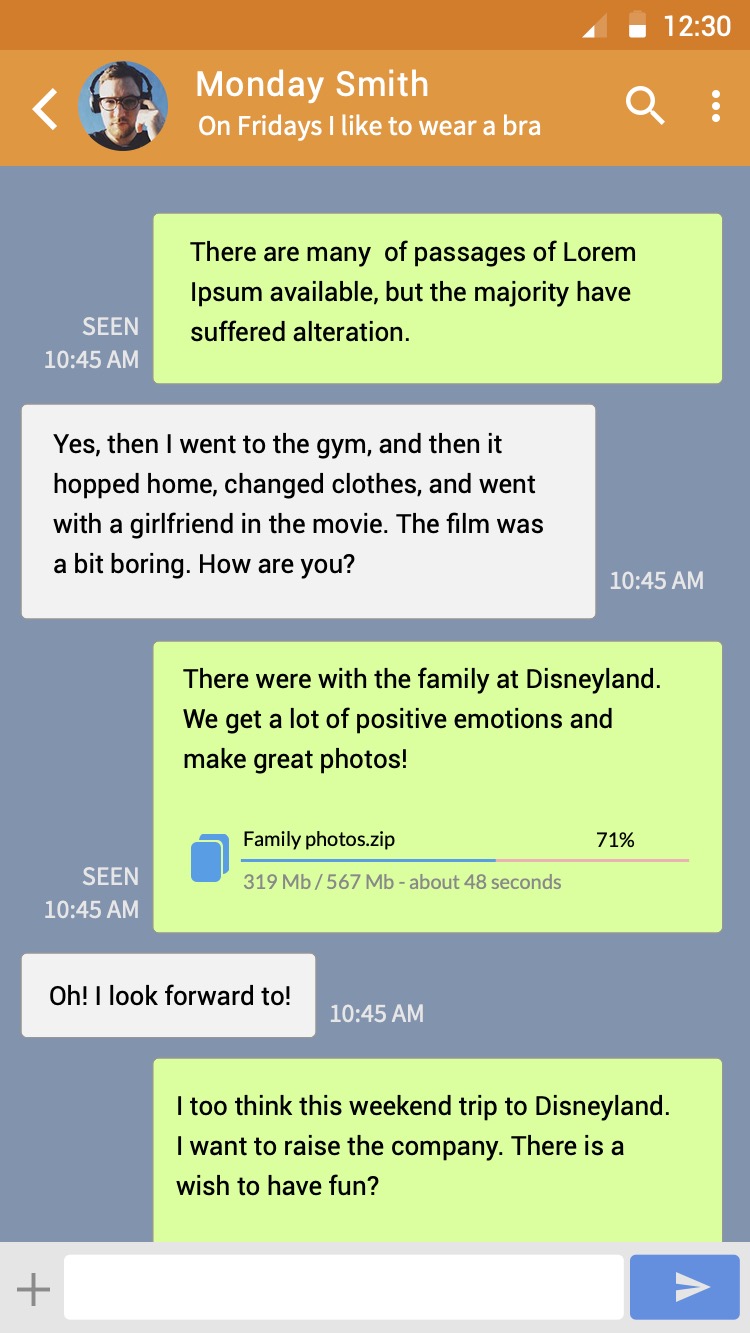 12:30
Monday Smith
On Fridays I like to wear a bra
There are many  of passages of Lorem
Ipsum available, but the majority have
suffered alteration.
SEEN
10:45 AM
Yes, then I went to the gym, and then it
hopped home, changed clothes, and went
with a girlfriend in the movie. The film was
a bit boring. How are you?
10:45 AM
There were with the family at Disneyland.
We get a lot of positive emotions and
make great photos!
Family photos.zip 71%
319 Mb / 567 Mb - about 48 seconds
SEEN
10:45 AM
Oh! I look forward to!
10:45 AM
I too think this weekend trip to Disneyland.
I want to raise the company. There is a
wish to have fun?